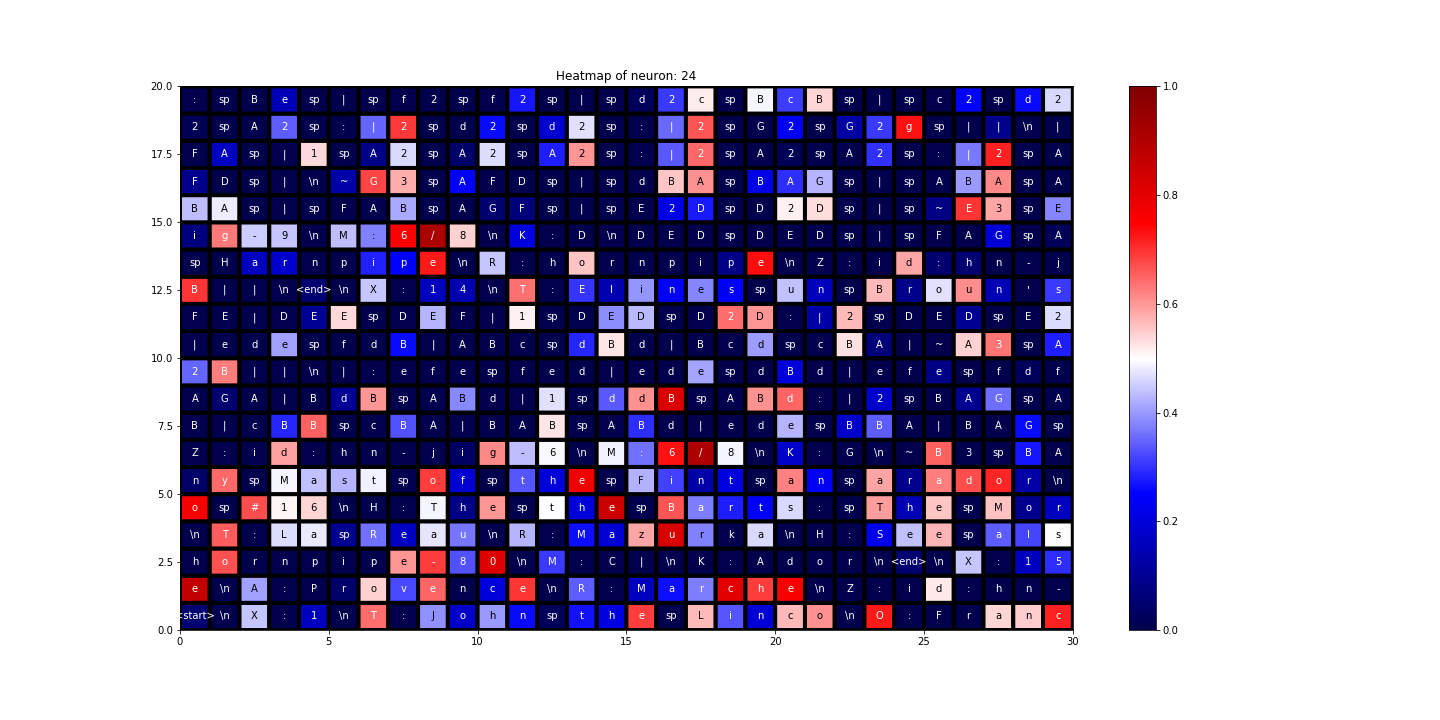 Heatmap of neuron: 24
20.0 : sp B e sp | sp f 2 sp f 2 sp | sp d 2 c sp B c B sp | sp c 2 sp d 2 1.0
2 sp A 2 sp : | 2 sp d 2 sp d 2 sp : | 2 sp G 2 sp G 2 g sp | | \n |
17.5 F A sp | 1 sp A 2 sp A 2 sp A 2 sp : | 2 sp A 2 sp A 2 sp : | 2 sp A
F D sp | \n ~ G 3 sp A F D sp | sp d B A sp B A G sp | sp A B A sp A 0.8
15.0 B A sp | sp F A B sp A G F sp | sp E 2 D sp D 2 D sp | sp ~ E 3 sp E
i g - 9 \n M : 6 / 8 \n K : D \n D E D sp D E D sp | sp F A G sp A
sp H a r n p i p e \n R : h o r n p i p e \n Z : i d : h n - j
12.5 B | | \n <end> \n X : 1 4 \n T : E l i n e s sp u n sp B r o u n ' s 0.6
F E | D E E sp D E F | 1 sp D E D sp D 2 D : | 2 sp D E D sp E 2
10.0 | e d e sp f d B | A B c sp d B d | B c d sp c B A | ~ A 3 sp A
2 B | | \n | : e f e sp f e d | e d e sp d B d | e f e sp f d f
A G A | B d B sp A B d | 1 sp d d B sp A B d : | 2 sp B A G sp A 0.4
7.5 B | c B B sp c B A | B A B sp A B d | e d e sp B B A | B A G sp
Z : i d : h n - j i g - 6 \n M : 6 / 8 \n K : G \n ~ B 3 sp B A
5.0 n y sp M a s t sp o f sp t h e sp F i n t sp a n sp a r a d o r \n
o sp # 1 6 \n H : T h e sp t h e sp B a r t s : sp T h e sp M o r 0.2
\n T : L a sp R e a u \n R : M a z u r k a \n H : S e e sp a l s
2.5 h o r n p i p e - 8 0 \n M : C | \n K : A d o r \n <end> \n X : 1 5
e \n A : P r o v e n c e \n R : M a r c h e \n Z : i d : h n -
0.0 <start> \n X : 1 \n T : J o h n sp t h e sp L i n c o \n O : F r a n c 0.0
0 5 10 15 20 25 30